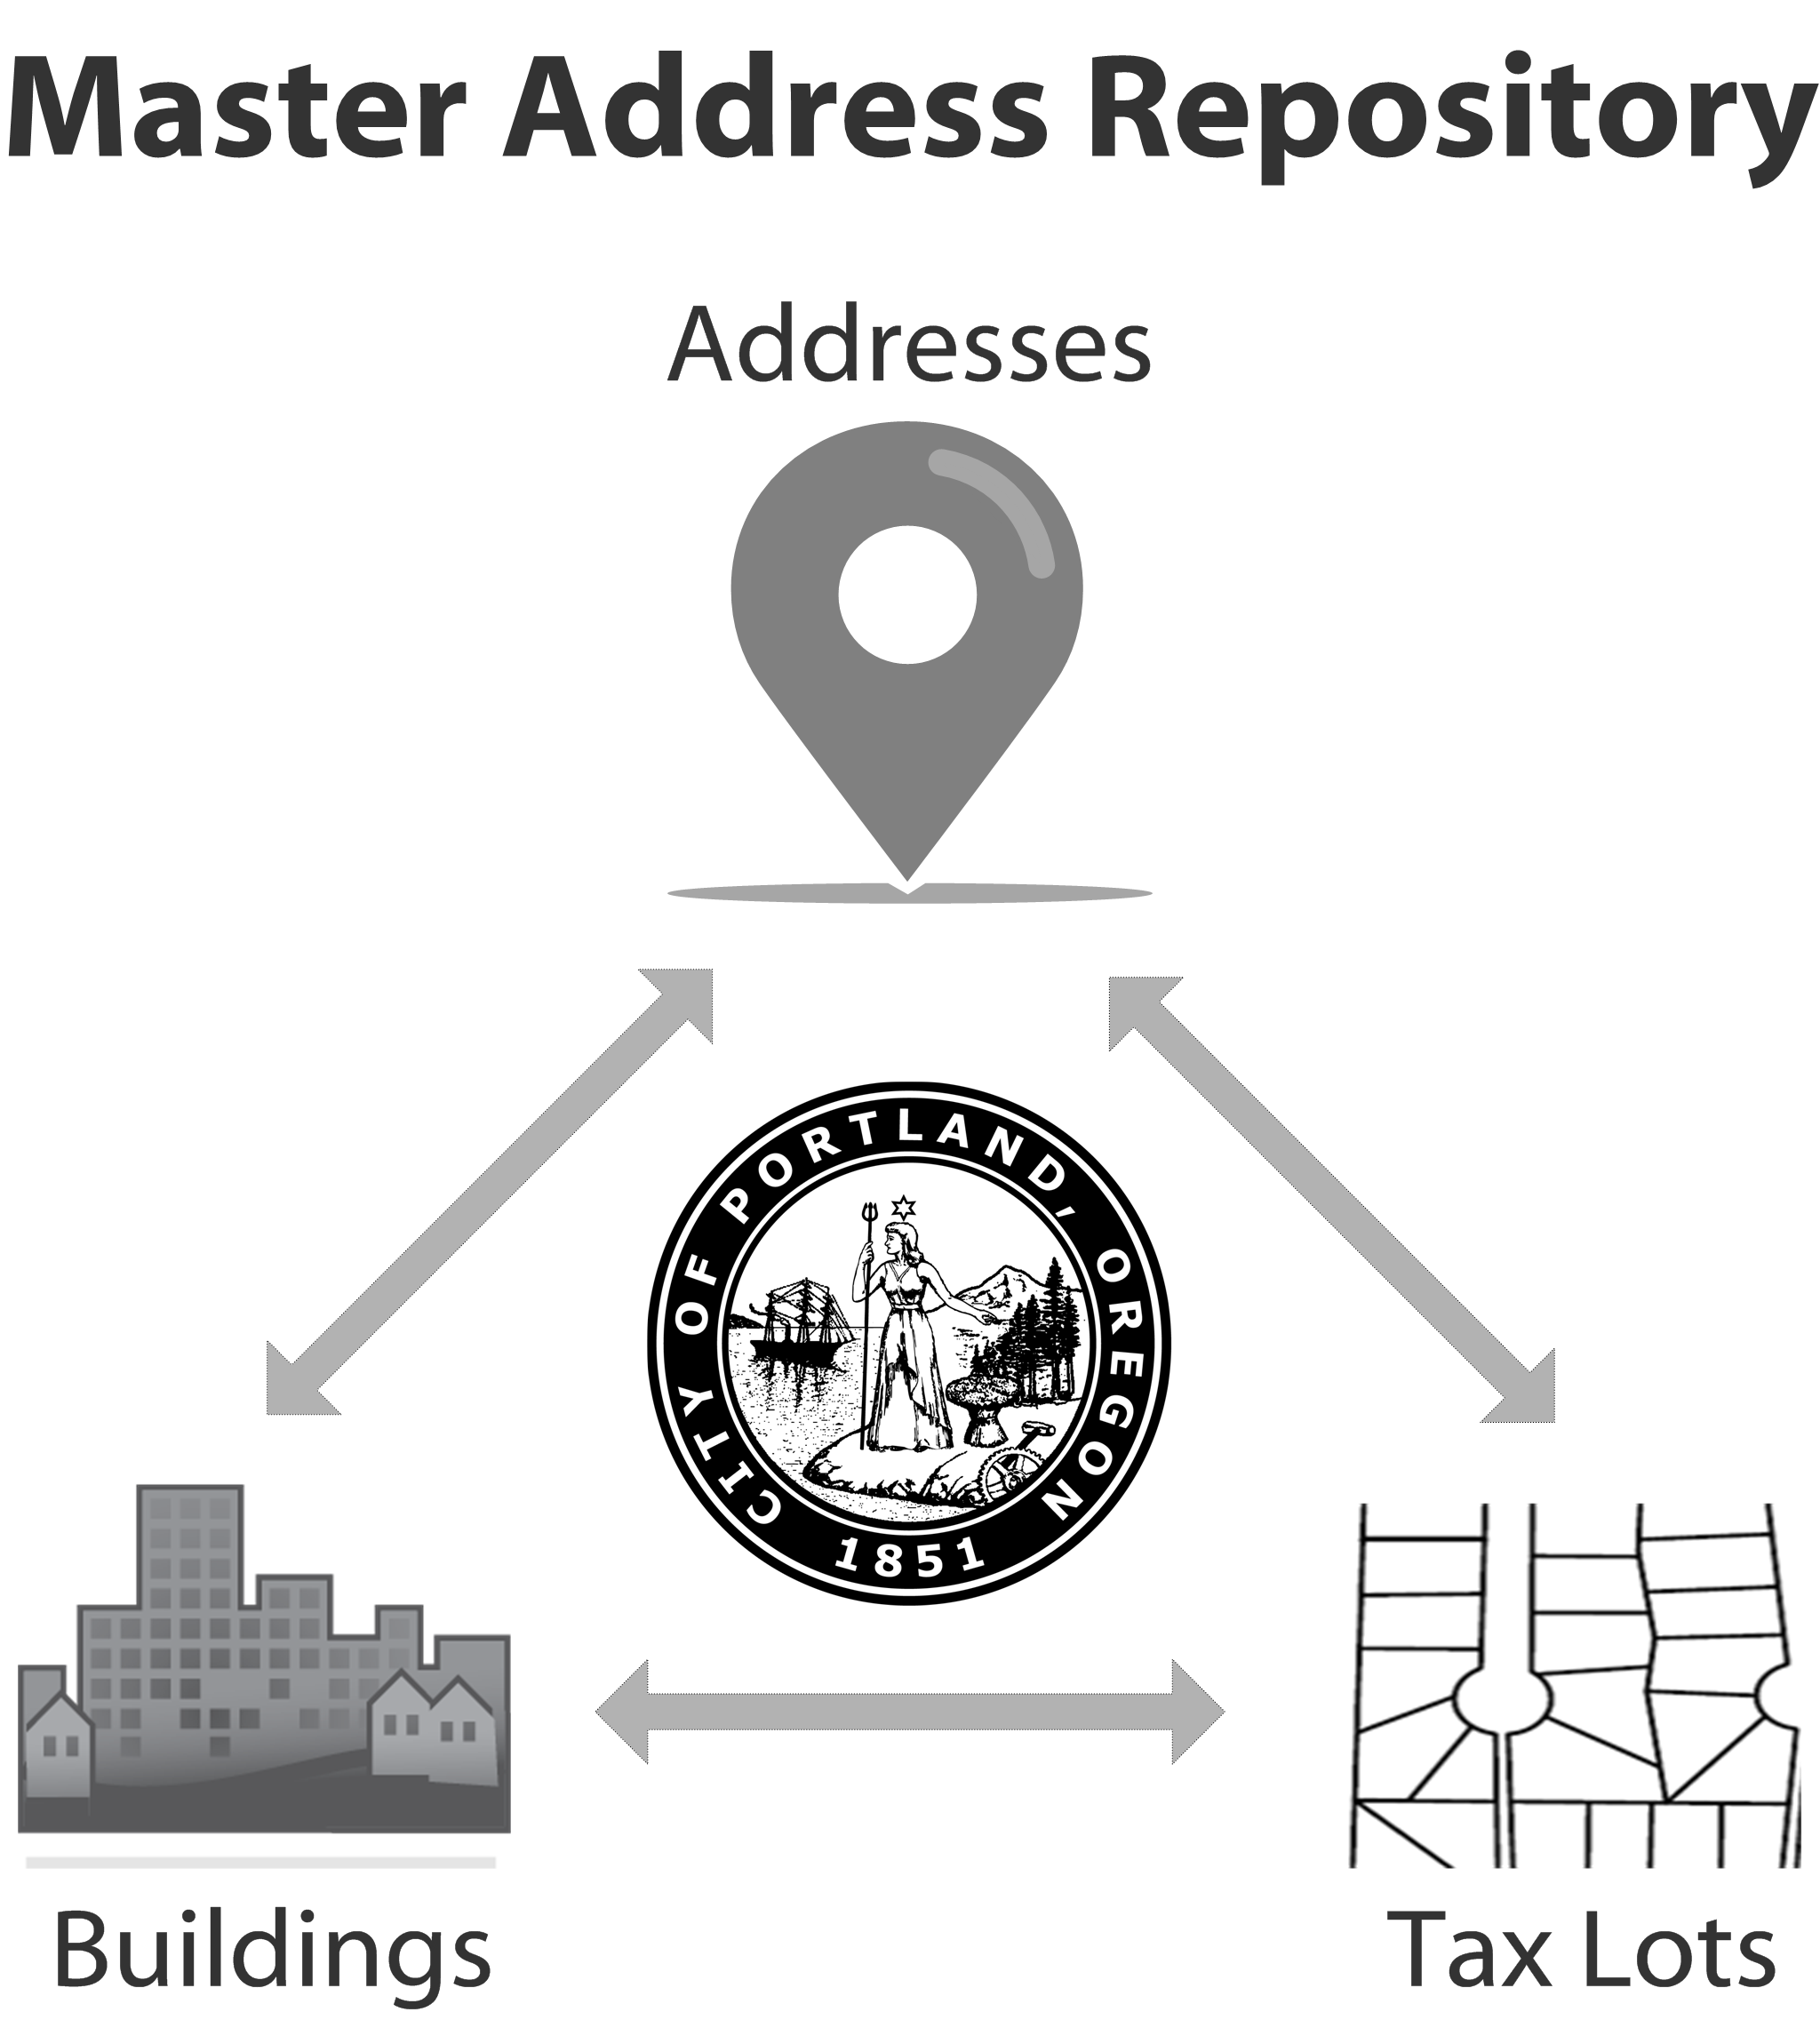 Master Address Repository
Addresses
CITY OF PORTLAND, OREGON
1851
Buildings
Tax Lots